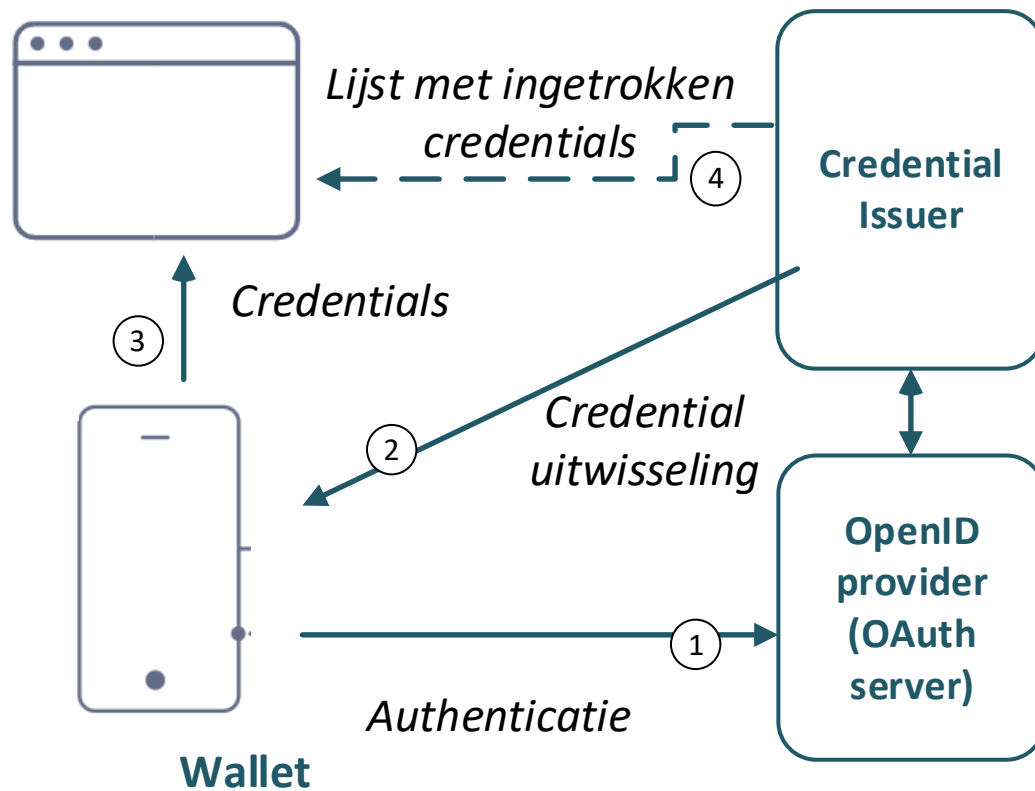 Lijst met ingetrokken
credentials
4
Credential
Issuer
3
Credentials
2
Credential
uitwisseling
OpenID
provider
(OAuth
server)
1
Authenticatie
Wallet